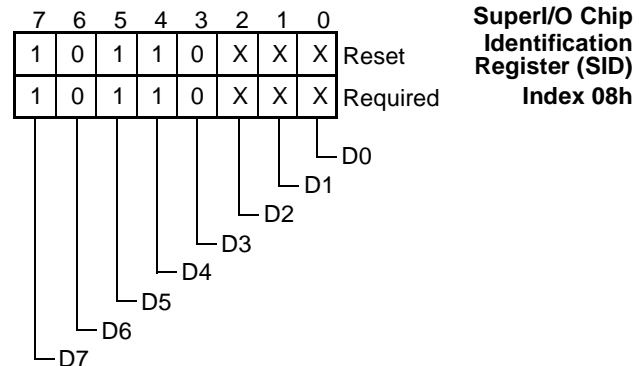 7 6 5 4 3 2 1 0
1 0 1 1 0 X X X Reset
1 0 1 1 0 X X X Required
SuperI/O Chip
Identification
Register (SID)
Index 08h
D0
D1
D2
D3
D4
D5
D6
D7